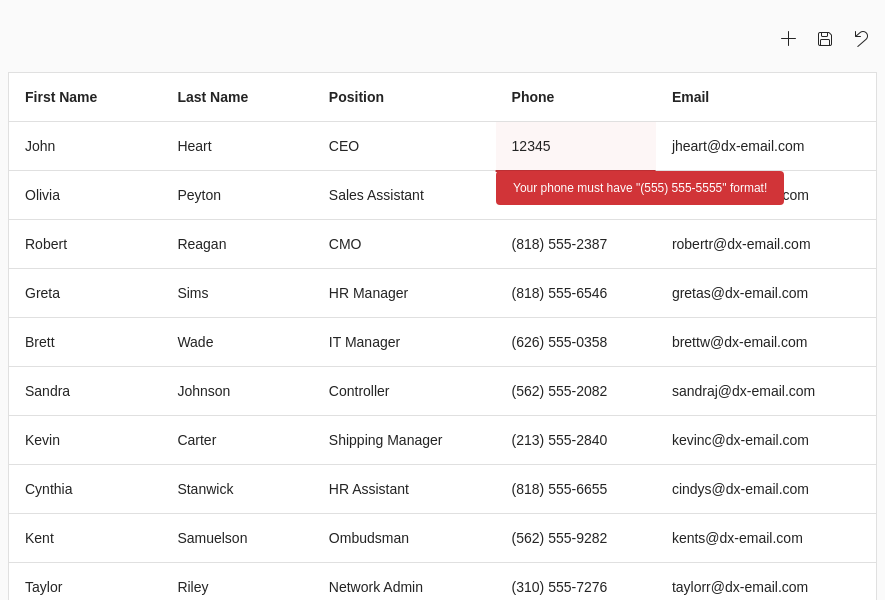 First Name Last Name Position Phone Email
John Heart CEO 12345 jheart@dx-email.com
Olivia Peyton Sales Assistant com
Your phone must have "(555) 555-5555" format!
Robert Reagan CMO (818) 555-2387 robertr@dx-email.com
Greta Sims HR Manager (818) 555-6546 gretas@dx-email.com
Brett Wade IT Manager (626) 555-0358 brettw@dx-email.com
Sandra Johnson Controller (562) 555-2082 sandraj@dx-email.com
Kevin Carter Shipping Manager (213) 555-2840 kevinc@dx-email.com
Cynthia Stanwick HR Assistant (818) 555-6655 cindys@dx-email.com
Kent Samuelson Ombudsman (562) 555-9282 kents@dx-email.com
Taylor Riley Network Admin (310) 555-7276 taylorr@dx-email.com